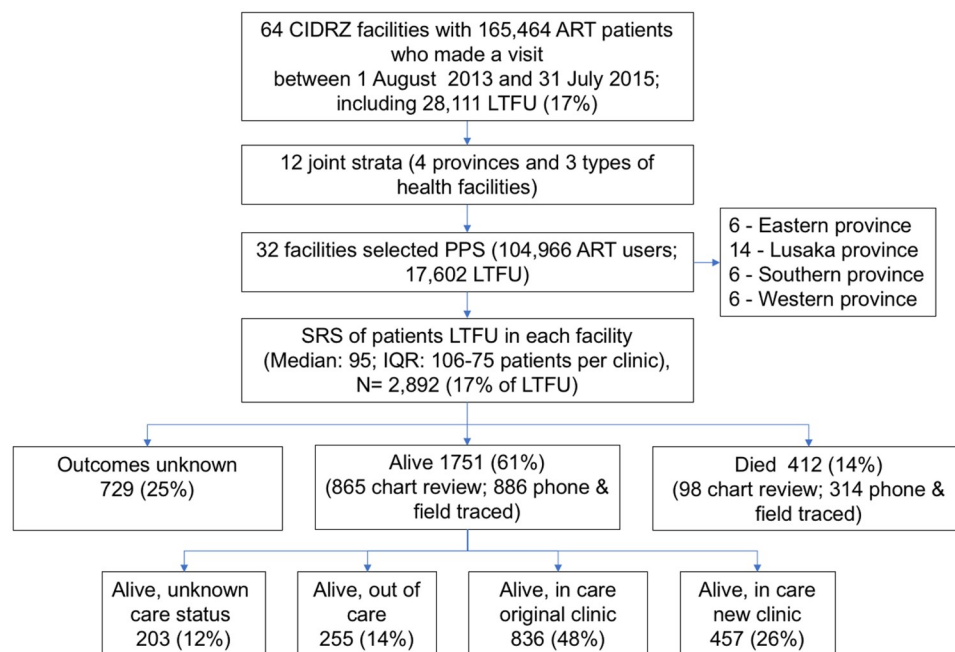 64 CIDRZ facilities with 165,464 ART patients
who made a visit
between 1 August 2013 and 31 July 2015;
including 28,111 LTFU (17%)
12 joint strata (4 provinces and 3 types of
health facilities)
32 facilities selected PPS (104,966 ART users;
17,602 LTFU)
6 - Eastern province
14 - Lusaka province
6 - Southern province
6 - Western province
SRS of patients LTFU in each facility
(Median: 95; IQR: 106-75 patients per clinic),
N= 2,892 (17% of LTFU)
Outcomes unknown
729 (25%)
Alive 1751 (61%)
(865 chart review; 886 phone &
field traced)
Died 412 (14%)
(98 chart review; 314 phone &
field traced)
Alive, unknown
care status
203 (12%)
Alive, out of
care
255 (14%)
Alive, in care
original clinic
836 (48%)
Alive, in care
new clinic
457 (26%)